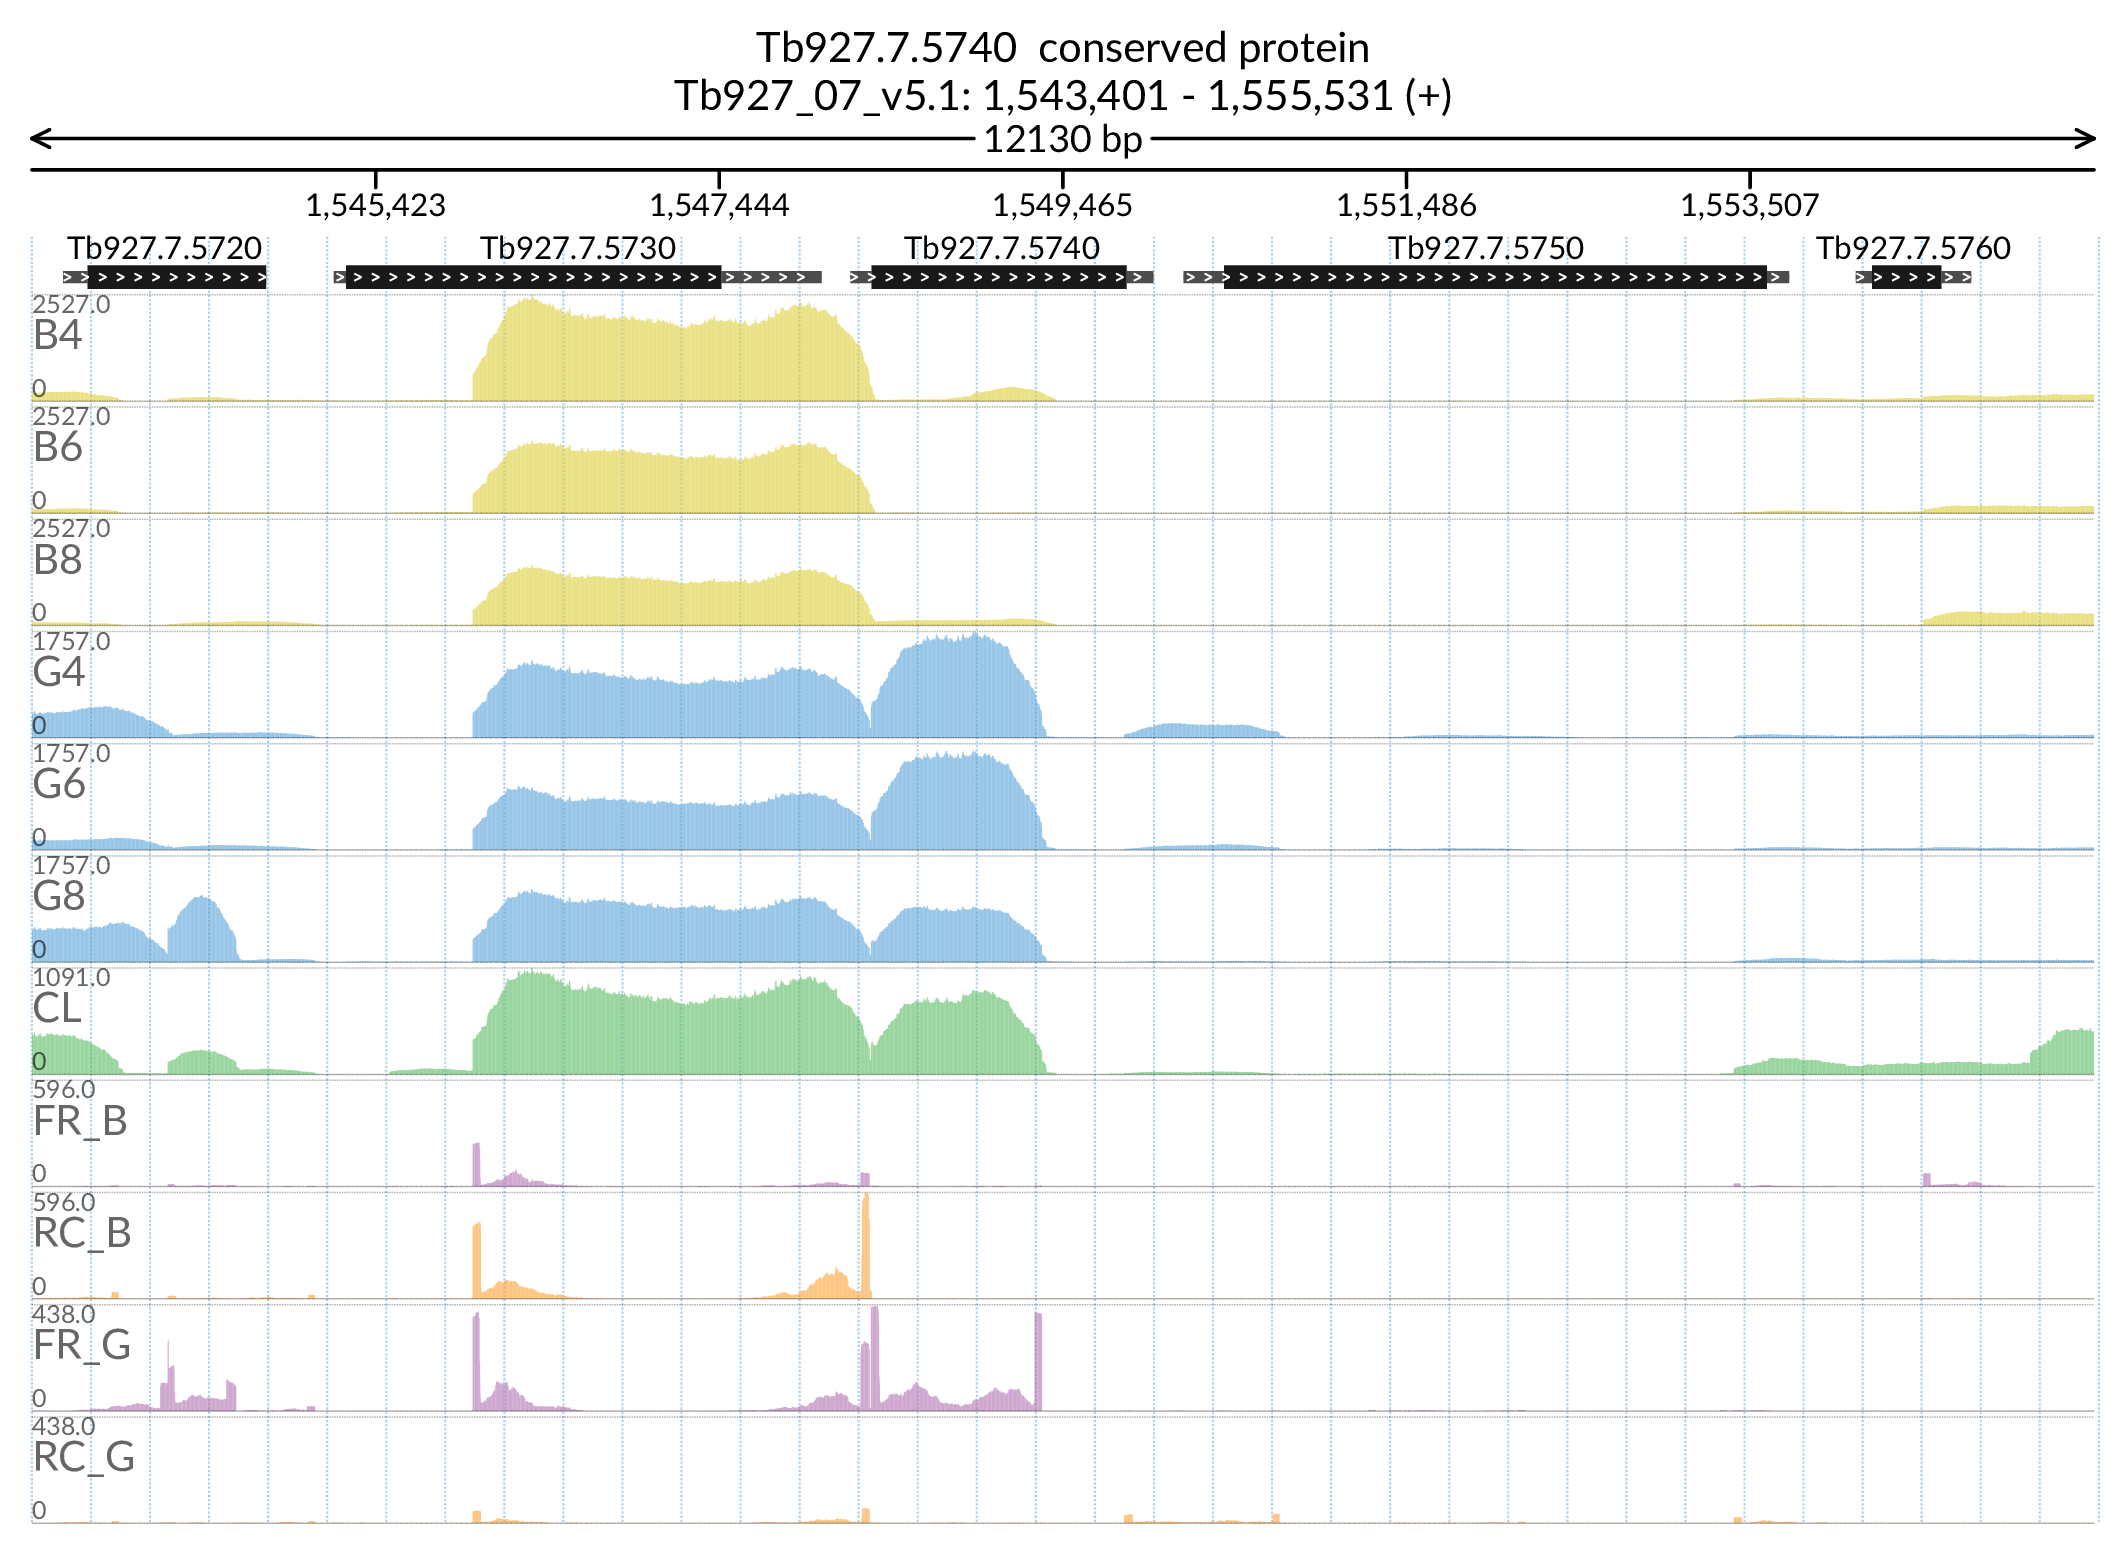 Tb927.7.5740 conserved protein
Tb927_07_v5.1: 1,543,401 - 1,555,531 (+)
12130 bp
1,545,423 1,547,444 1,549,465 1,551,486 1,553,507
Tb927.7.5720 Tb927.7.5730 Tb927.7.5740 Tb927.7.5750 Tb927.7.5760
2527.0
B4
0
2527.0
B6
0
2527.0
B8
0
1757.0
G4
0
1757.0
G6
0
1757.0
G8
0
1091.0
CL
0
596.0
FR_B
0
596.0
RC_B
0
438.0
FR_G
0
438.0
RC_G
0